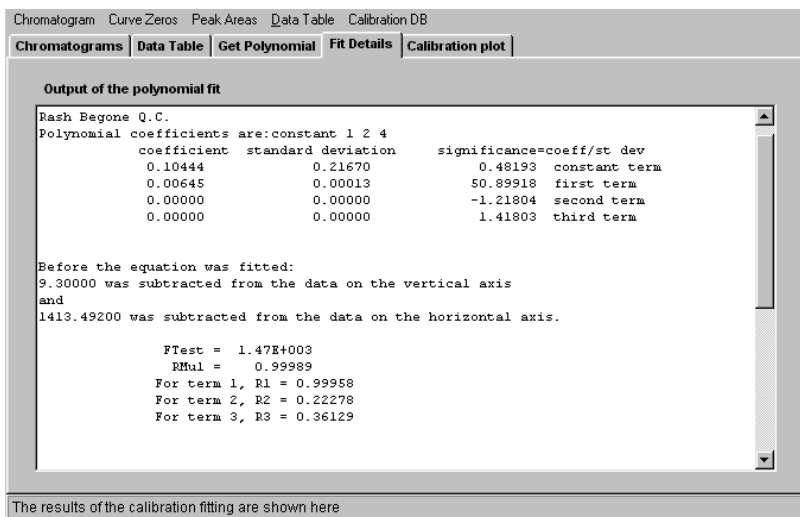 Chromatogram Curve Zeros Peak Areas Data Table Calibration DB
Chromatograms Data Table Get Polynomial Fit Details Calibration plot
Output of the polynomial fit
Rash Begone Q.C.
Polynomial coefficients are:constant 1 2 4
coefficient standard deviation significance=coeff/st dev
0.10444 0.21670 0.48193 constant term
0.00645 0.00013 50.89918 first term
0.00000 0.00000 -1.21804 second term
0.00000 0.00000 1.41803 third term
Before the equation was fitted:
9.30000 was subtracted from the data on the vertical axis
and
1413.49200 was subtracted from the data on the horizontal axis.
FTest = 1.47E+003
RMul = 0.99989
For term 1, R1 = 0.99958
For term 2, R2 = 0.22278
For term 3, R3 = 0.36129
The results of the calibration fitting are shown here